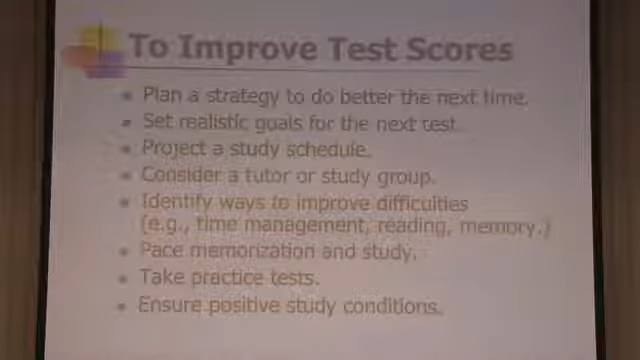 To Improve Test Scores
Plan a strategy to do better the next time.
Set realistic goals for the next test.
Project a study schedule.
Consider a tutor or study group.
Identify ways to improve difficulties
(e.g., time management, reading, memory.)
Pace memorization and study.
Take practice tests.
Ensure positive study conditions.